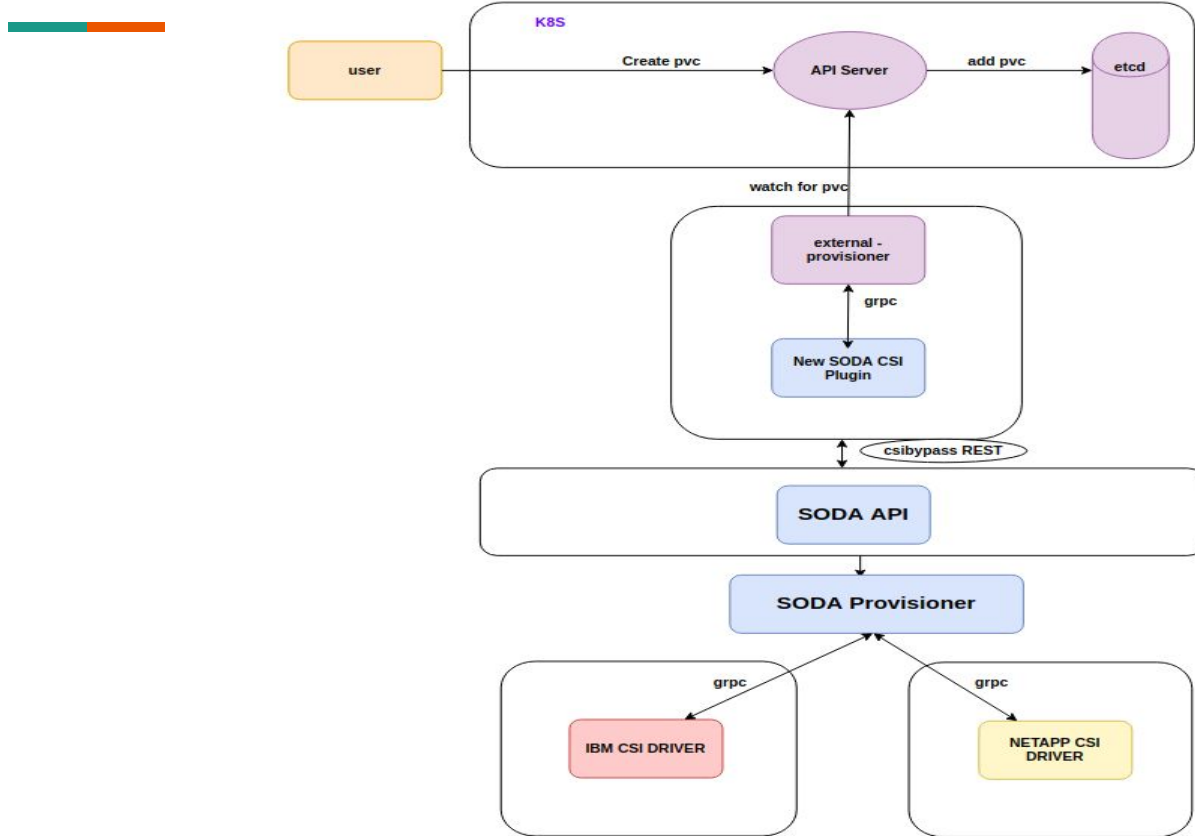 K8S
user
Create pvc
API Server
add pvc
etcd
watch for pvc
external -
provisioner
grpc
New SODA CSI
Plugin
csibypass REST
SODA API
SODA Provisioner
grpc
grpc
IBM CSI DRIVER
NETAPP CSI
DRIVER